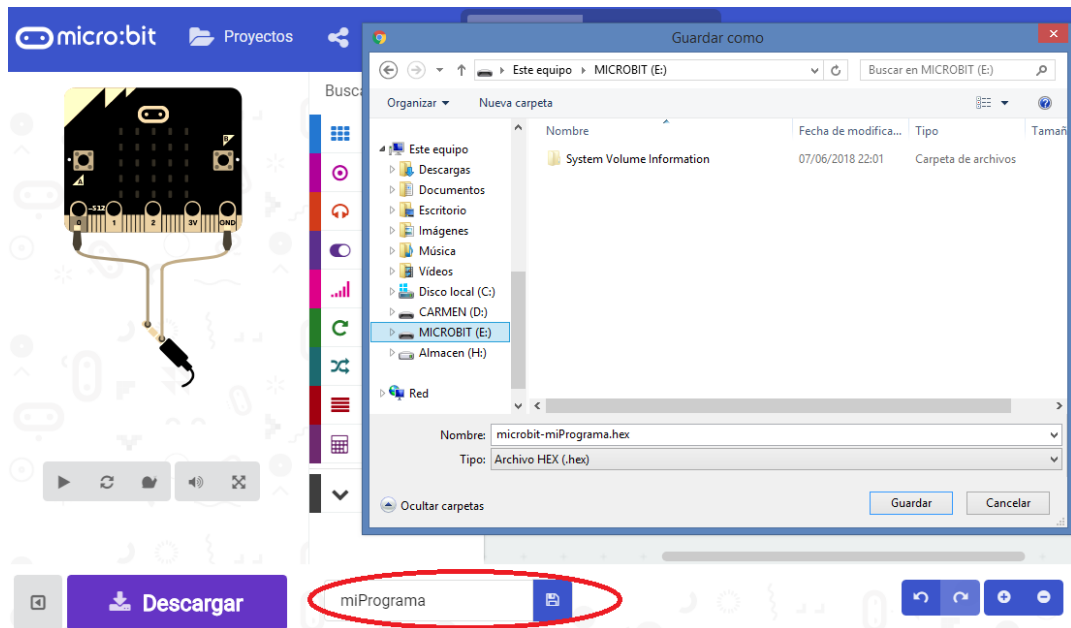 micro:bit
Proyectos
Guardar como
Este equipo
MICROBIT (E:)
Buscar en MICROBIT (E:)
Organizar
Nueva carpeta
Nombre
Fecha de modifica...
Tipo
Tamañ
System Volume Information
07/06/2018 22:01
Carpeta de archivos
Este equipo
Descargas
Documentos
Escritorio
Imágenes
Música
Vídeos
Disco local (C:)
CARMEN (D:)
MICROBIT (E:)
Almacen (H:)
Red
Nombre: microbit-miPrograma.hex
Tipo: Archivo HEX (.hex)
Ocultar carpetas
Guardar
Cancelar
Busca
A
B
~512
0
1
2
3V
GND
Descargar
miPrograma